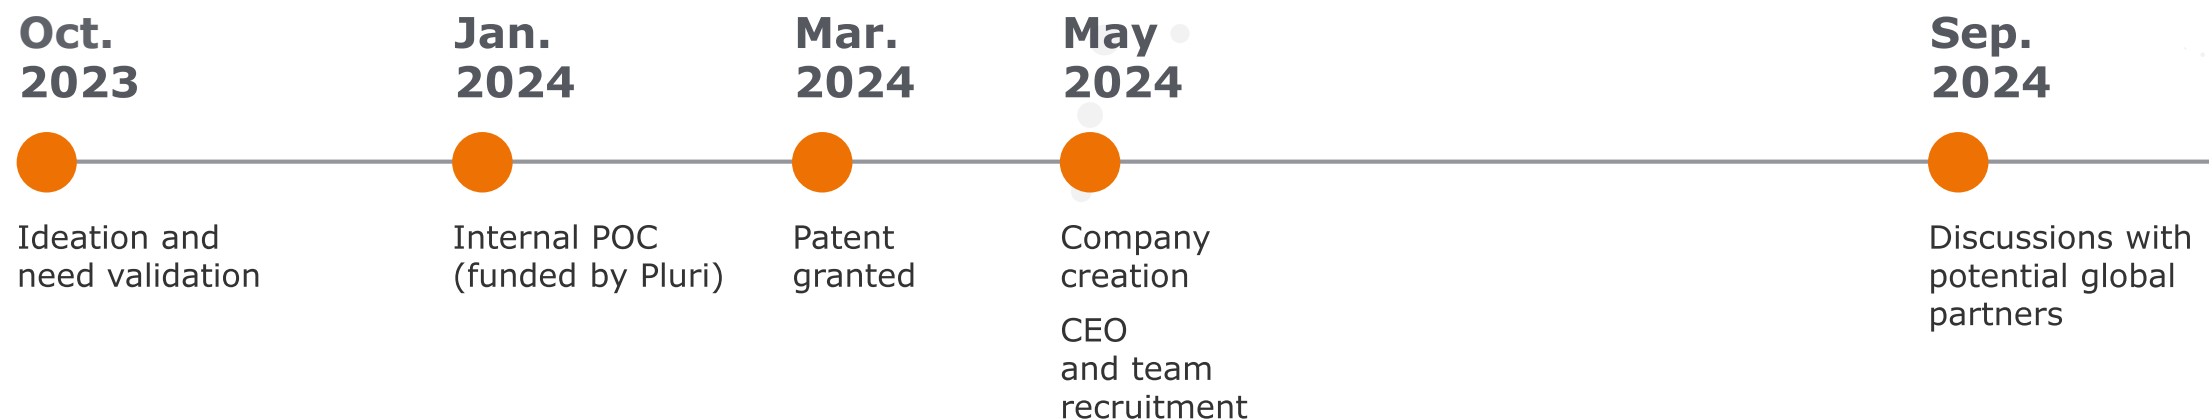 Oct.
2023
Ideation and
need validation
Jan.
2024
Internal POC
(funded by Pluri)
Mar.
2024
Patent
granted
May
2024
Company
creation
CEO
and team
recruitment
Sep.
2024
Discussions with
potential global
partners